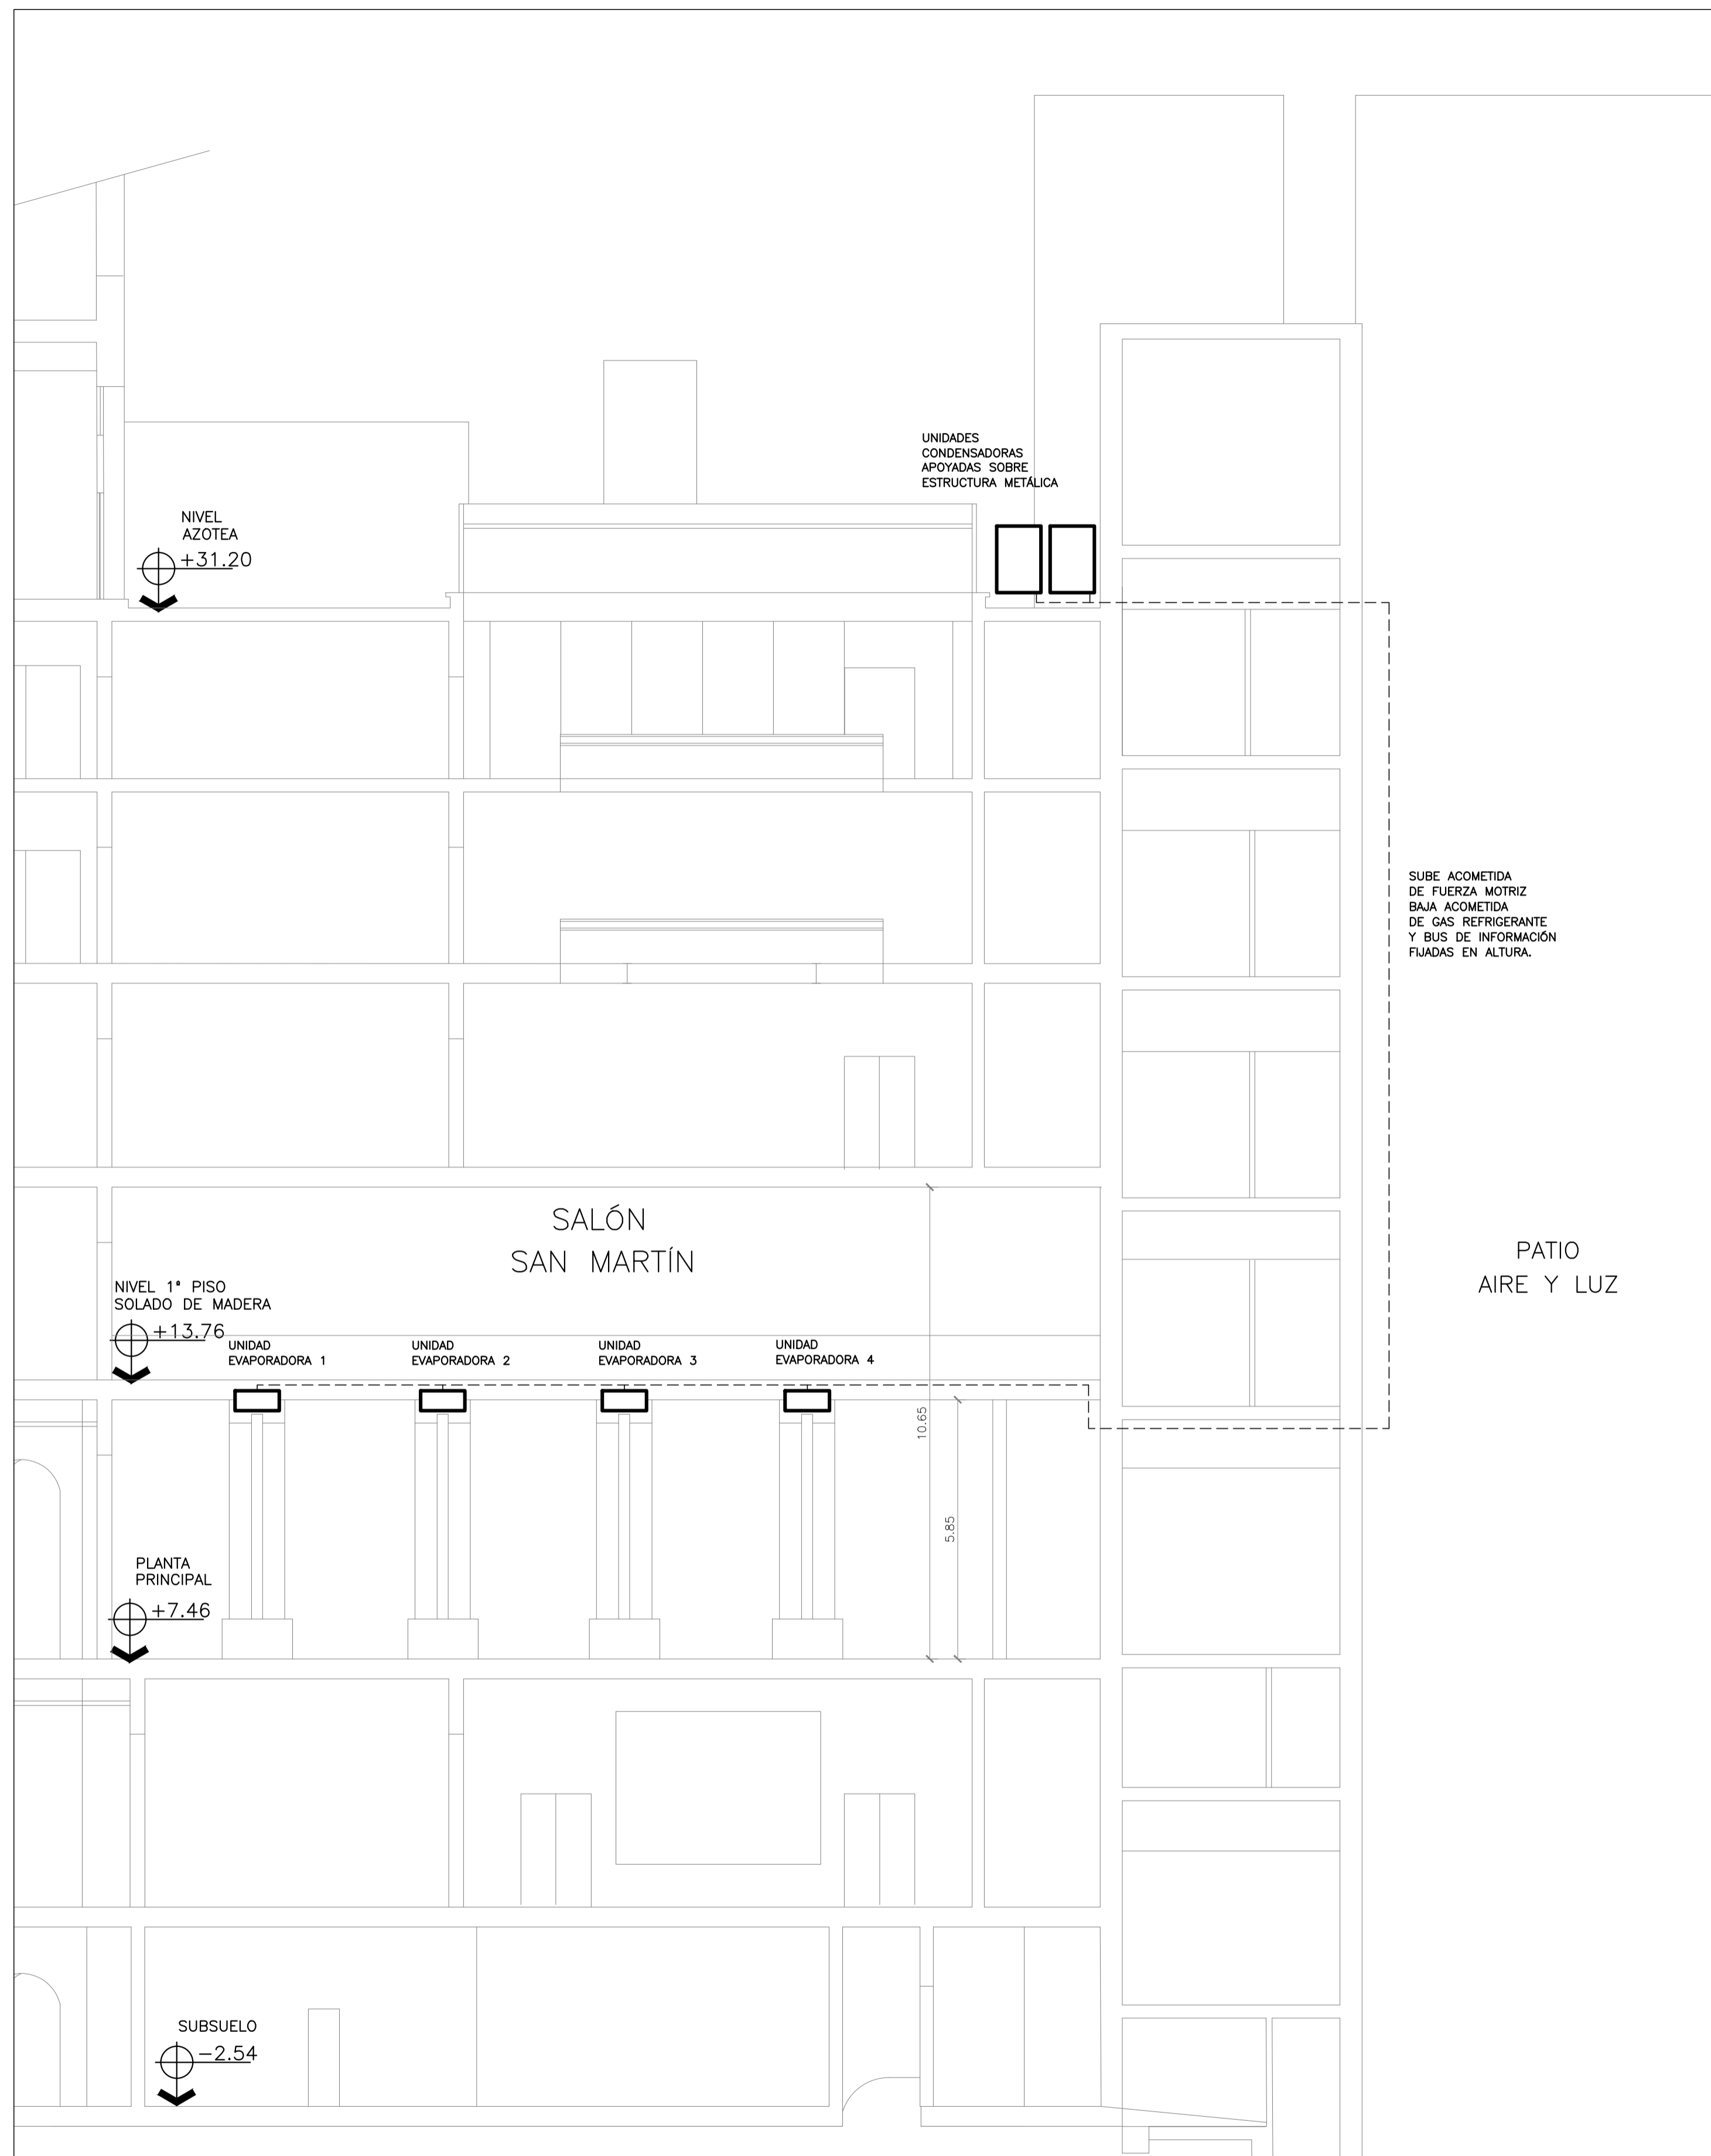 UNIDADES
CONDENSADORAS
APOYADAS SOBRE
ESTRUCTURA METÁLICA
NIVEL
AZOTEA
+31.20
SUBE ACOMETIDA
DE FUERZA MOTRIZ
BAJA ACOMETIDA
DE GAS REFRIGERANTE
Y BUS DE INFORMACIÓN
FIJADAS EN ALTURA.
SALÓN
SAN MARTÍN
PATIO
AIRE Y LUZ
NIVEL 1º PISO
SOLADO DE MADERA
+13.76
UNIDAD
EVAPORADORA 1
UNIDAD
EVAPORADORA 2
UNIDAD
EVAPORADORA 3
UNIDAD
EVAPORADORA 4
10.65
5.85
PLANTA
PRINCIPAL
+7.46
SUBSUELO
-2.54